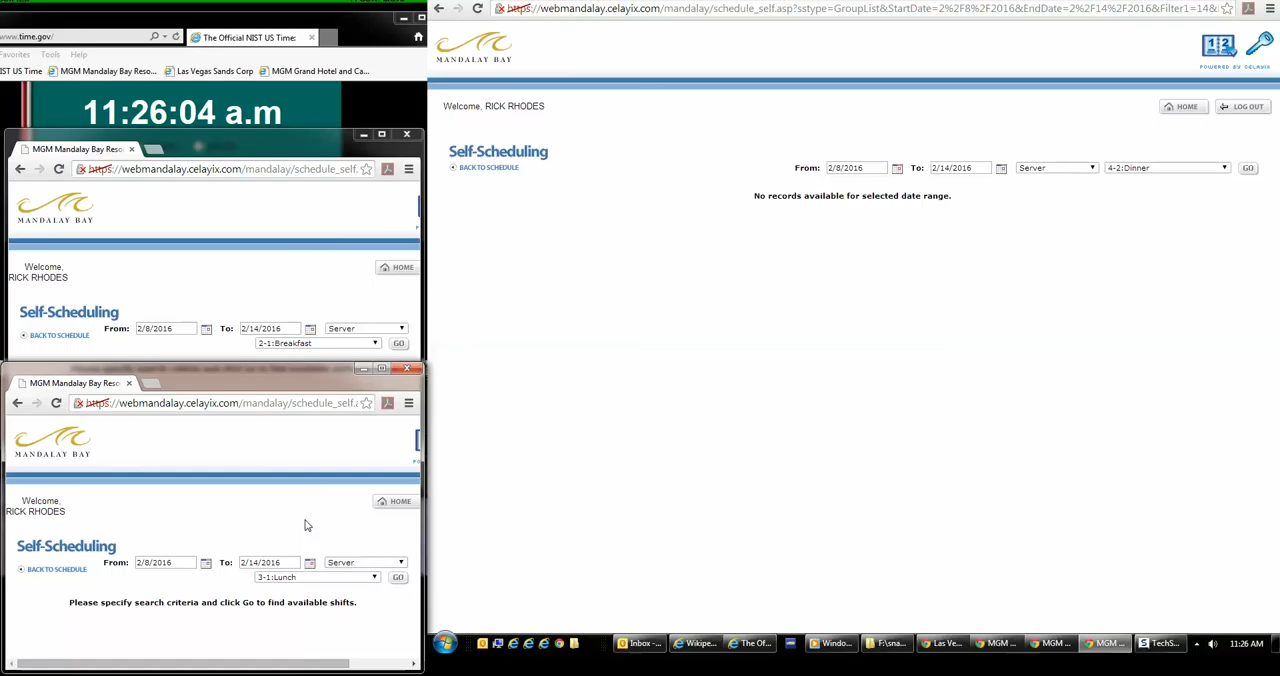 www.time.gov/
The Official NIST US Time:
Favorites Tools Help
IST US Time MGM Mandalay Bay Reso... Las Vegas Sands Corp MGM Grand Hotel and Ca...
11:26:04 a.m
MGM Mandalay Bay Reso
https://webmandalay.celayix.com/mandalay/schedule_self.
MANDALAY BAY
Welcome,
RICK RHODES
HOME
Self-Scheduling
BACK TO SCHEDULE
From: 2/8/2016 To: 2/14/2016 Server
2-1:Breakfast GO
MGM Mandalay Bay Reso
https://webmandalay.celayix.com/mandalay/schedule_self.a
MANDALAY BAY
Welcome,
RICK RHODES
HOME
Self-Scheduling
BACK TO SCHEDULE
From: 2/8/2016 To: 2/14/2016 Server
3-1:Lunch GO
Please specify search criteria and click Go to find available shifts.
https://webmandalay.celayix.com/mandalay/schedule_self.asp?sstype=GroupList&StartDate=2%2F8%2F2016&EndDate=2%2F14%2F2016&Filter1=14&
MANDALAY BAY
12
POWERED BY CELAYIX
Welcome, RICK RHODES
HOME LOG OUT
Self-Scheduling
BACK TO SCHEDULE
From: 2/8/2016 To: 2/14/2016 Server 4-2:Dinner GO
No records available for selected date range.
Inbox -... Wikipe... The Of... Windo... F:\sna... Las Ve... MGM ... MGM ... MGM ... TechS... 11:26 AM